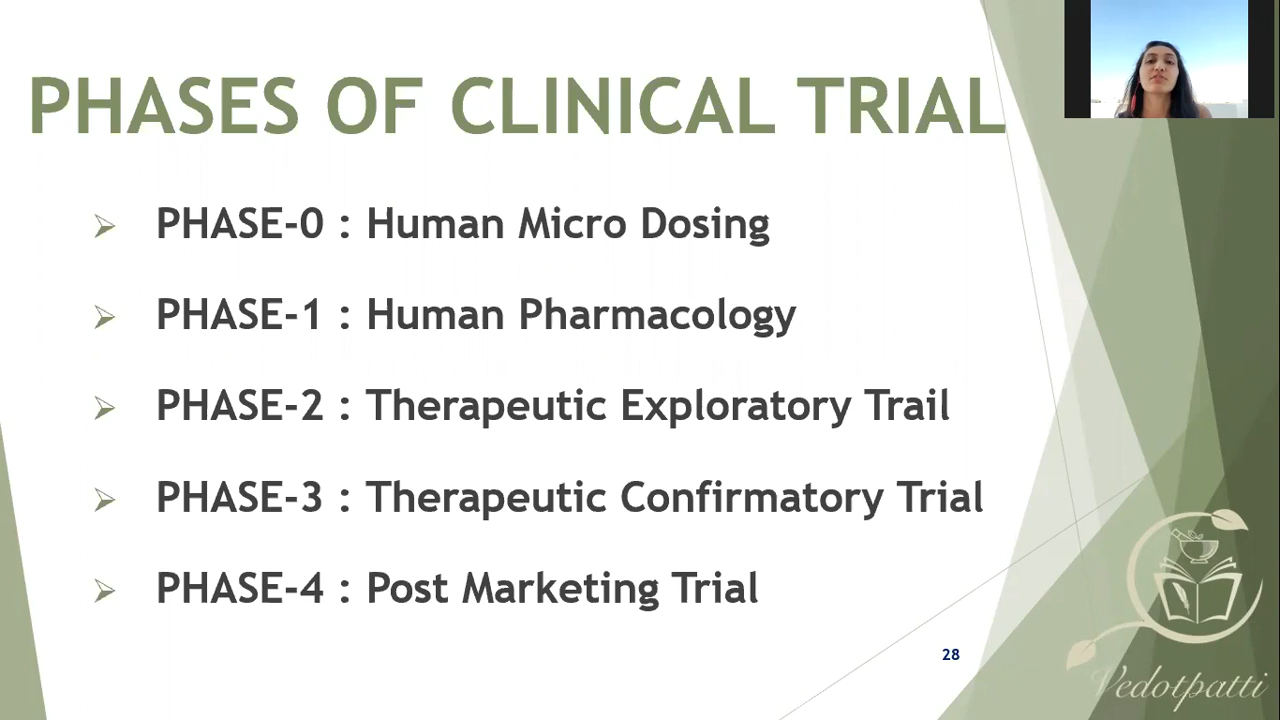 PHASES OF CLINICAL TRIAL
PHASE-0 : Human Micro Dosing
PHASE-1 : Human Pharmacology
PHASE-2 : Therapeutic Exploratory Trail
PHASE-3 : Therapeutic Confirmatory Trial
PHASE-4 : Post Marketing Trial
28
Vedotpatti